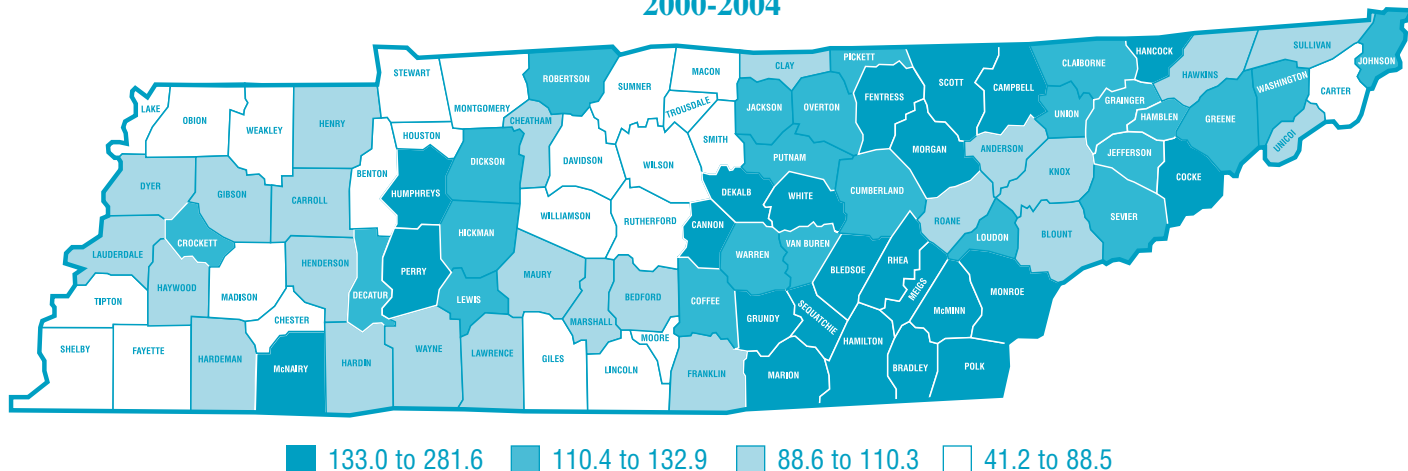 2000-2004
STEWART
MONTGOMERY
ROBERTSON
SUMNER
MACON
TROUSDALE
CLAY
PICKETT
SCOTT
CAMPBELL
CLAIBORNE
HANCOCK
HAWKINS
SULLIVAN
JOHNSON
LAKE
OBION
WEAKLEY
HENRY
HOUSTON
CHEATHAM
SMITH
JACKSON
OVERTON
FENTRESS
UNION
GRAINGER
HAMBLEN
GREENE
WASHINGTON
CARTER
UNICOI
DYER
GIBSON
CARROLL
BENTON
HUMPHREYS
DICKSON
DAVIDSON
WILSON
DEKALB
PUTNAM
WHITE
CUMBERLAND
MORGAN
ANDERSON
KNOX
JEFFERSON
COCKE
LAUDERDALE
CROCKETT
HENDERSON
DECATUR
PERRY
HICKMAN
LEWIS
WILLIAMSON
RUTHERFORD
CANNON
WARREN
VAN BUREN
BLEDSOE
RHEA
MEIGS
ROANE
LOUDON
BLOUNT
SEVIER
TIPTON
HAYWOOD
MADISON
CHESTER
MAURY
MARSHALL
BEDFORD
COFFEE
GRUNDY
SEQUATCHIE
HAMILTON
McMINN
MONROE
SHELBY
FAYETTE
HARDEMAN
McNAIRY
HARDIN
WAYNE
LAWRENCE
GILES
LINCOLN
MOORE
FRANKLIN
MARION
BRADLEY
POLK
133.0 to 281.6 110.4 to 132.9 88.6 to 110.3 41.2 to 88.5